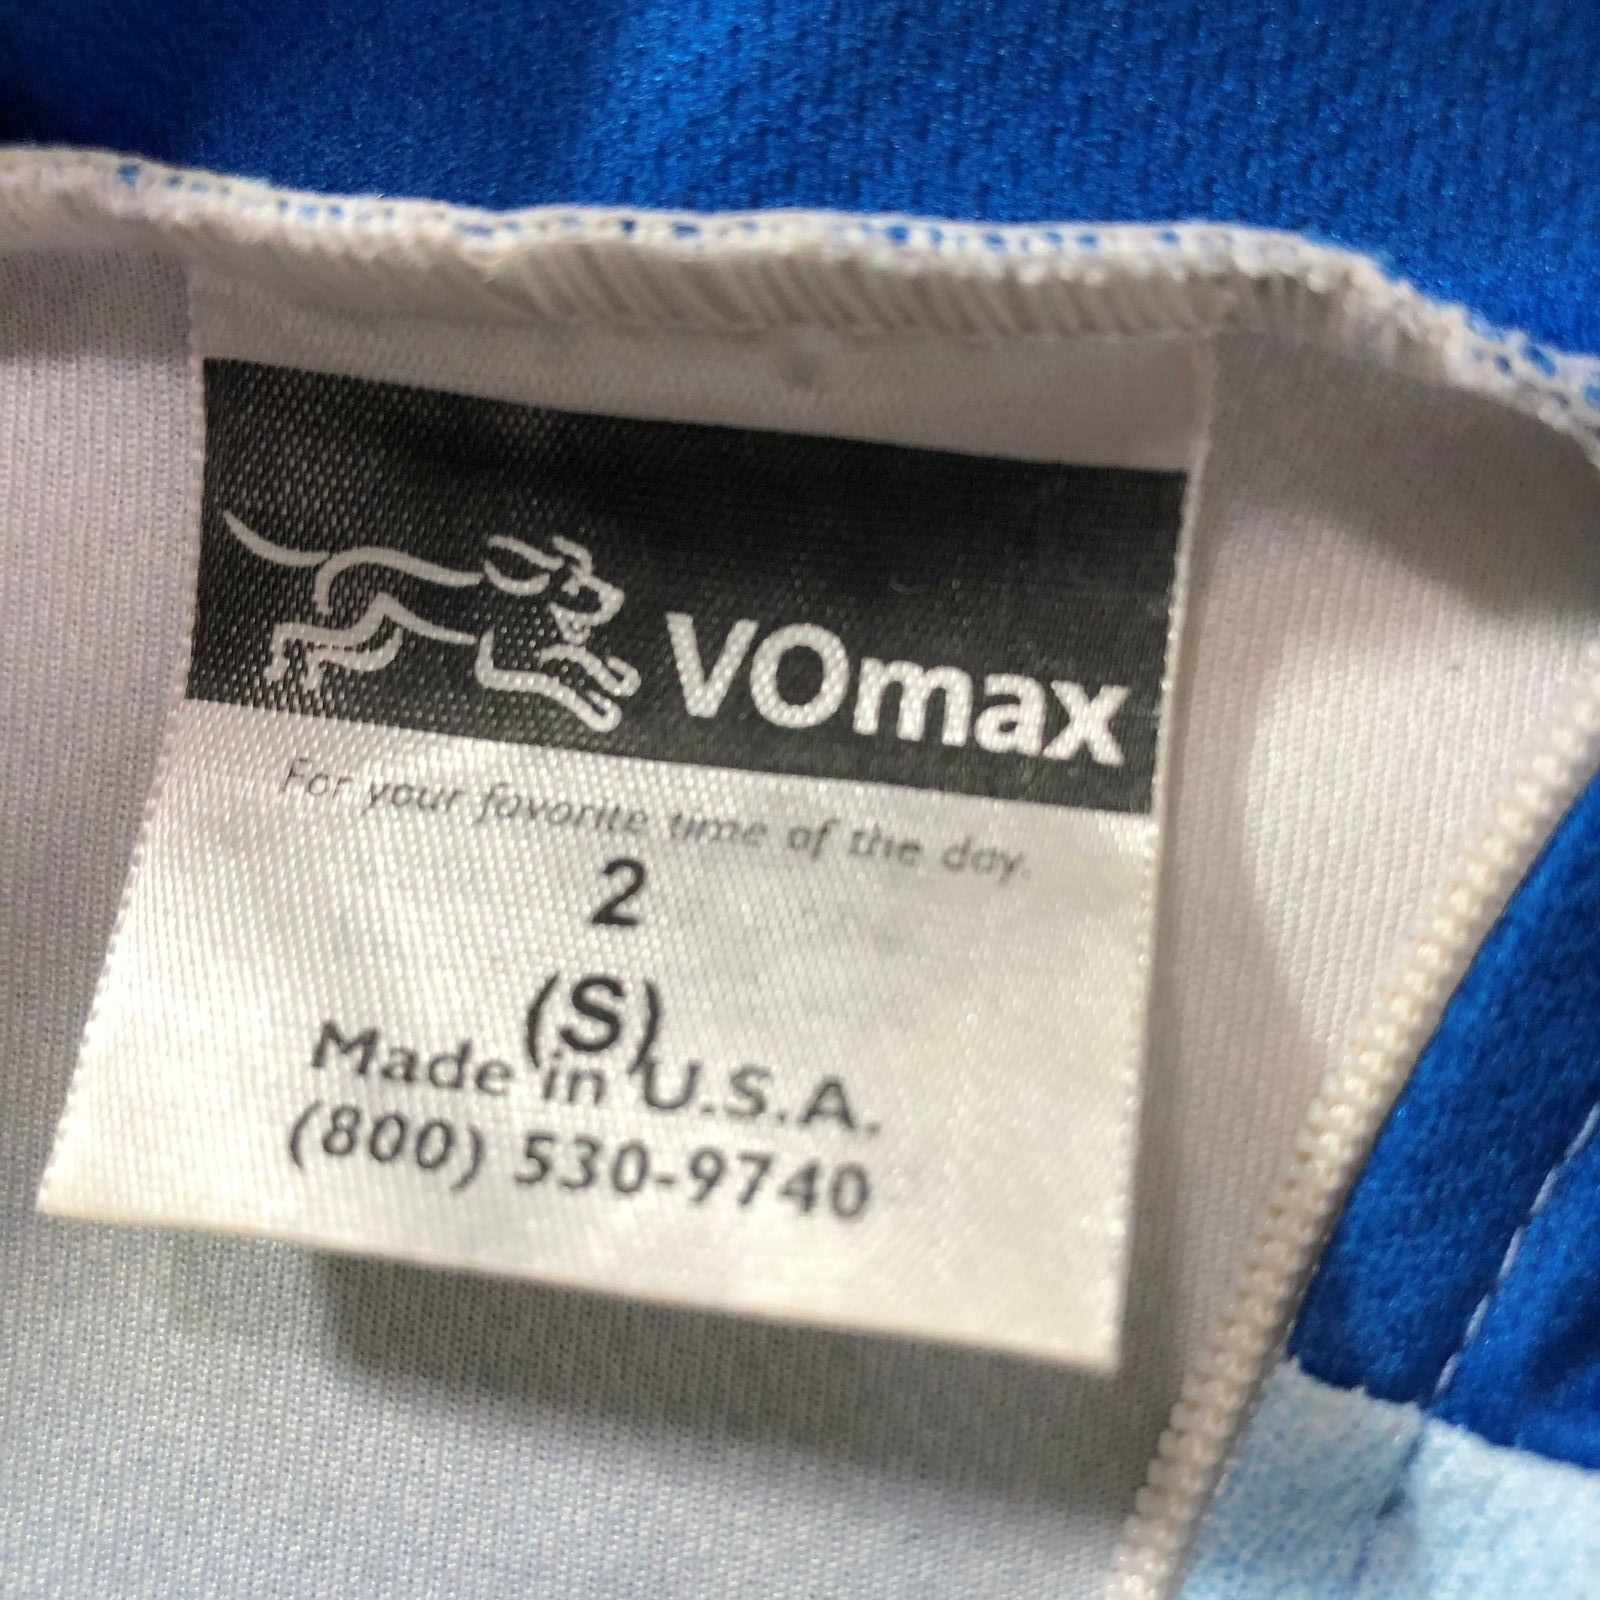 VOmax
For your favorite time of the day.
2
(S)
Made in U.S.A.
(800) 530-9740